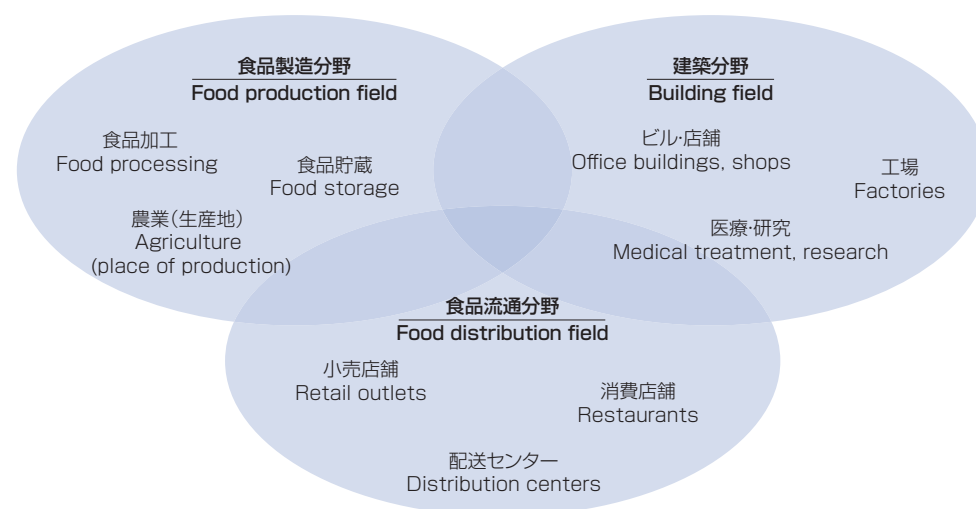 食品製造分野
Food production field
食品加工
Food processing
食品貯蔵
Food storage
農業(生産地)
Agriculture
(place of production)
建築分野
Building field
ビル・店舗
Office buildings, shops
工場
Factories
医療・研究
Medical treatment, research
食品流通分野
Food distribution field
小売店舗
Retail outlets
消費店舗
Restaurants
配送センター
Distribution centers